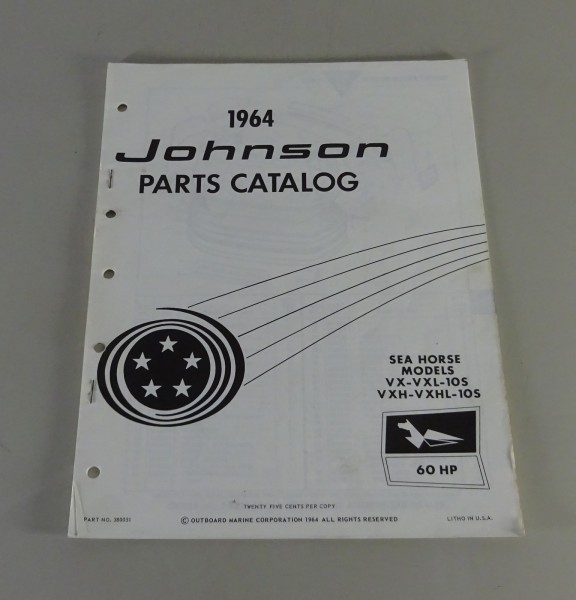 1964
Johnson
PARTS CATALOG
SEA HORSE
MODELS
VX-VXL-10S
VXH-VXHL-10S
60 HP
TWENTY FIVE CENTS PER COPY
PART NO. 380051
© OUTBOARD MARINE CORPORATION 1964 ALL RIGHTS RESERVED
LITHO IN U.S.A.